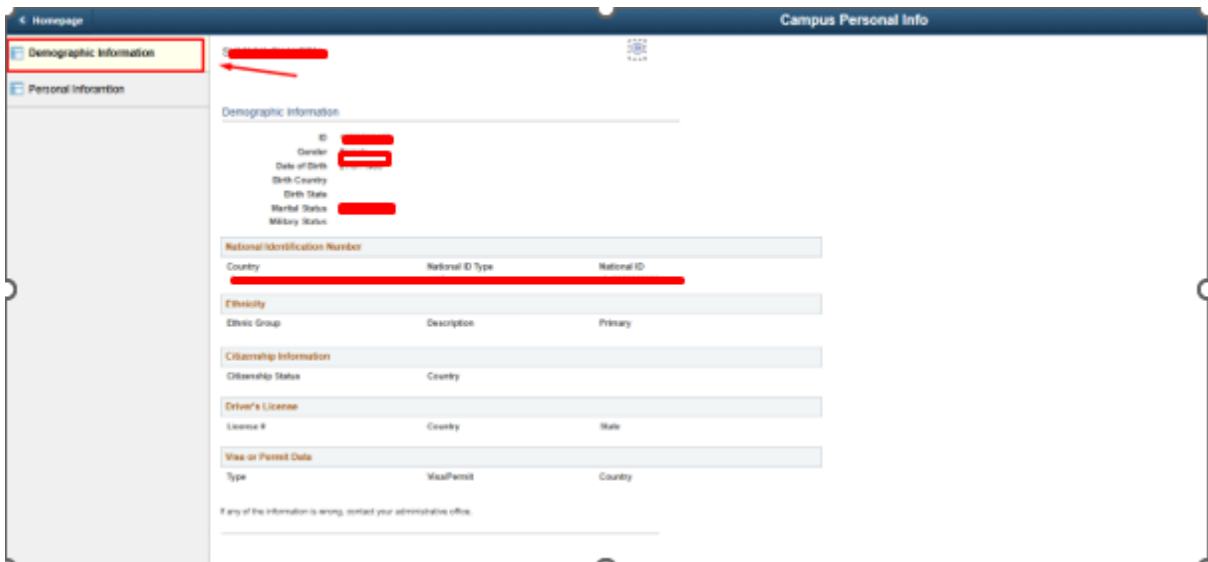 Homepage
Campus Personal Info
Demographic Information
Personal Inforamtion
Demographic Information
ID
Gender
Date of Birth
Birth Country
Birth State
Marital Status
Military Status
National Identification Number
Country National ID Type National ID
Ethnicity
Ethnic Group Description Primary
Citizenship Information
Citizenship Status Country
Driver's License
License # Country State
Visa or Permit Data
Type Visa/Permit Country
If any of the information is wrong, contact your administrative office.